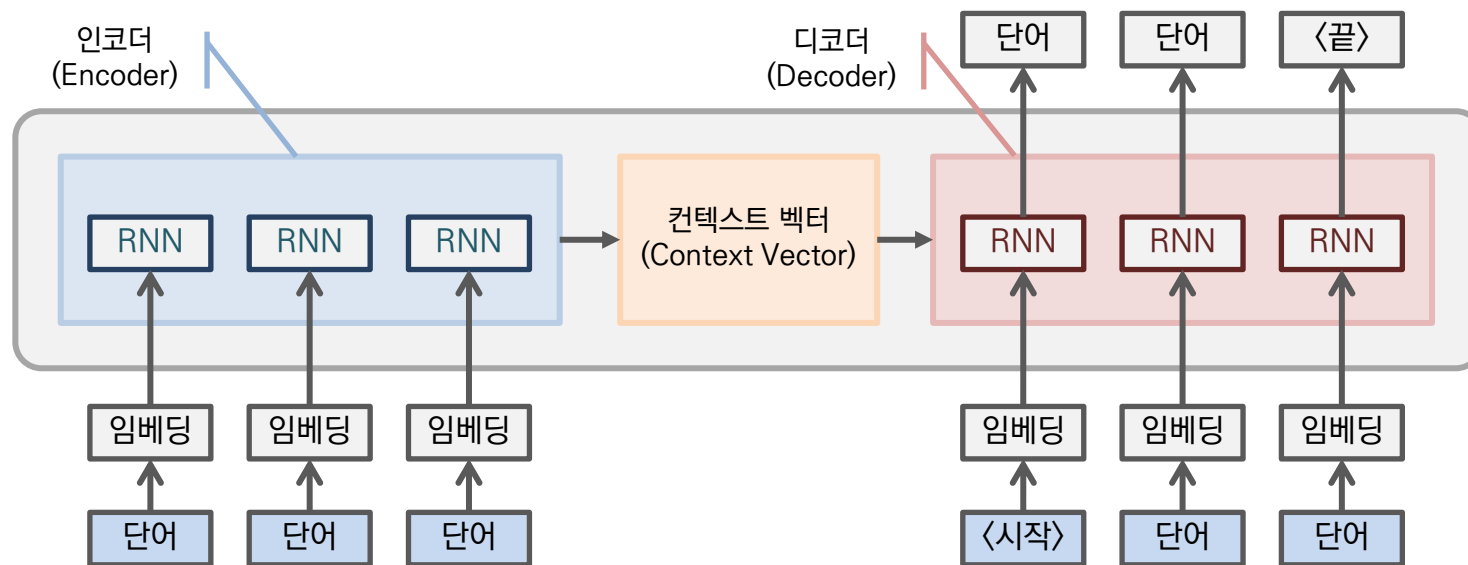 인코더
(Encoder)
디코더
(Decoder)
단어 단어 〈끝〉
RNN RNN RNN
컨텍스트 벡터
(Context Vector)
RNN RNN RNN
임베딩 임베딩 임베딩 임베딩 임베딩 임베딩
단어 단어 단어 〈시작〉 단어 단어